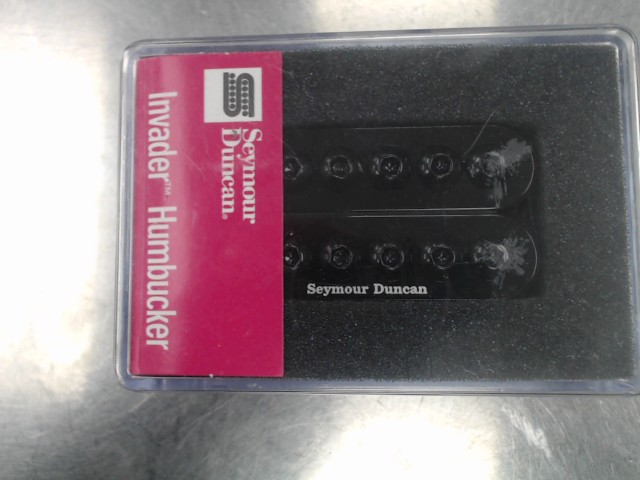 Seymour
Duncan®
Invader™ Humbucker
Seymour Duncan